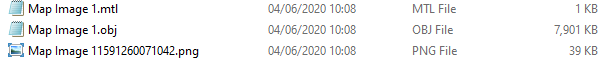 Map Image 1.mtl 04/06/2020 10:08 MTL File 1 KB
Map Image 1.obj 04/06/2020 10:08 OBJ File 7,901 KB
Map Image 11591260071042.png 04/06/2020 10:08 PNG File 39 KB